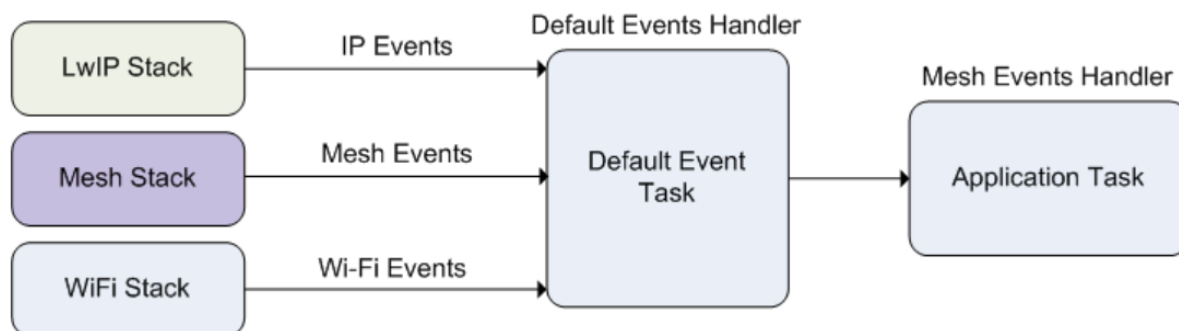 Default Events Handler
IP Events
LwIP Stack
Mesh Events Handler
Mesh Events
Mesh Stack
Default Event
Task
Application Task
Wi-Fi Events
WiFi Stack